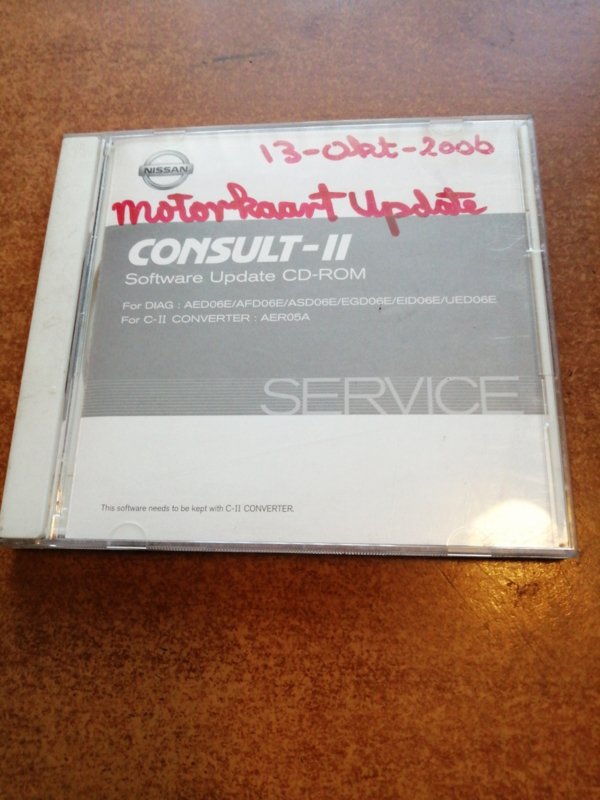 13-Okt-2006
NISSAN
Motorkaart Update
CONSULT-II
Software Update CD-ROM
For DIAG : AED06E/AFD06E/ASD06E/EGD06E/EID06E/UED06E
For C-II CONVERTER : AER05A
SERVICE
This software needs to be kept with C-II CONVERTER.